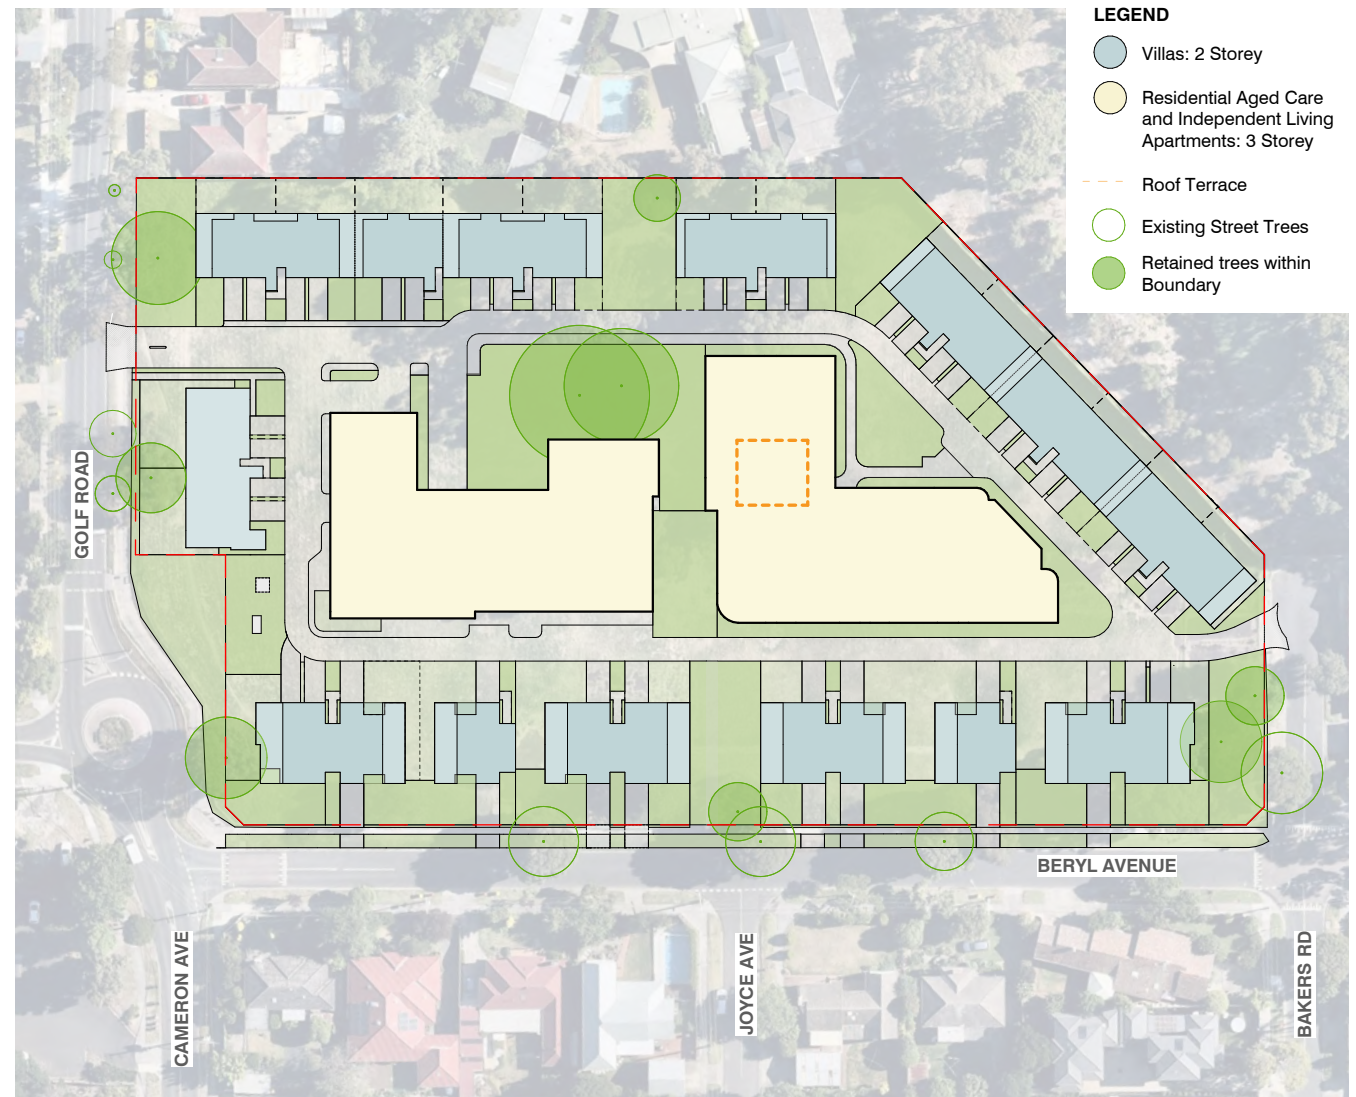 LEGEND
Villas: 2 Storey
Residential Aged Care
and Independent Living
Apartments: 3 Storey
Roof Terrace
Existing Street Trees
Retained trees within
Boundary
GOLF ROAD
BERYL AVENUE
CAMERON AVE
JOYCE AVE
BAKERS RD